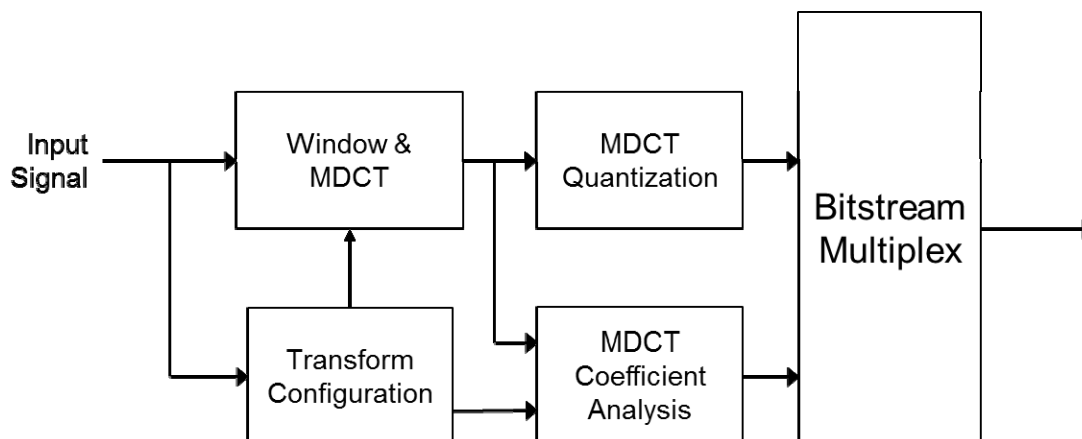 Input
Signal
Window &
MDCT
MDCT
Quantization
Bitstream
Multiplex
Transform
Configuration
MDCT
Coefficient
Analysis